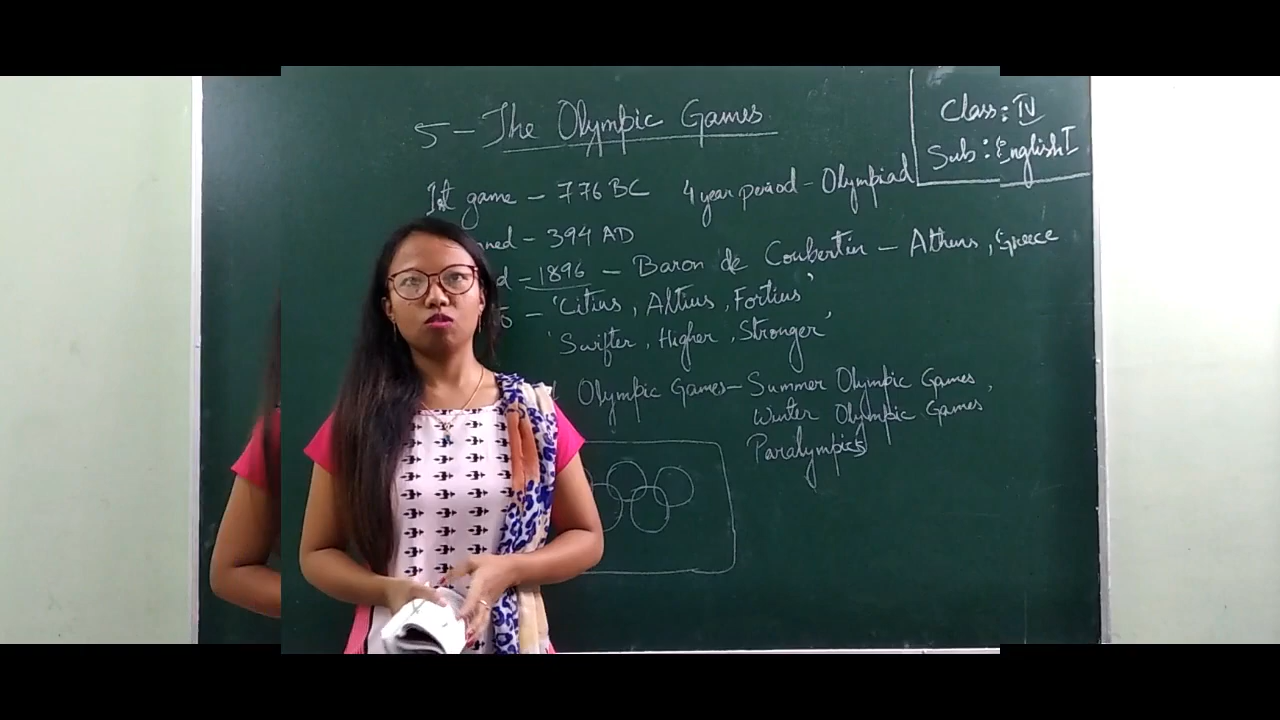 5 - The Olympic Games
Class: IV
Sub: English I
Ist game - 776 BC 4 year period - Olympiad
nned - 394 AD
d - 1896 - Baron de Coubertin - Athens, Greece
- 'Citius, Altius, Fortius'
'Swifter, Higher, Stronger'
Olympic Games - Summer Olympic Games,
Winter Olympic Games
Paralympics